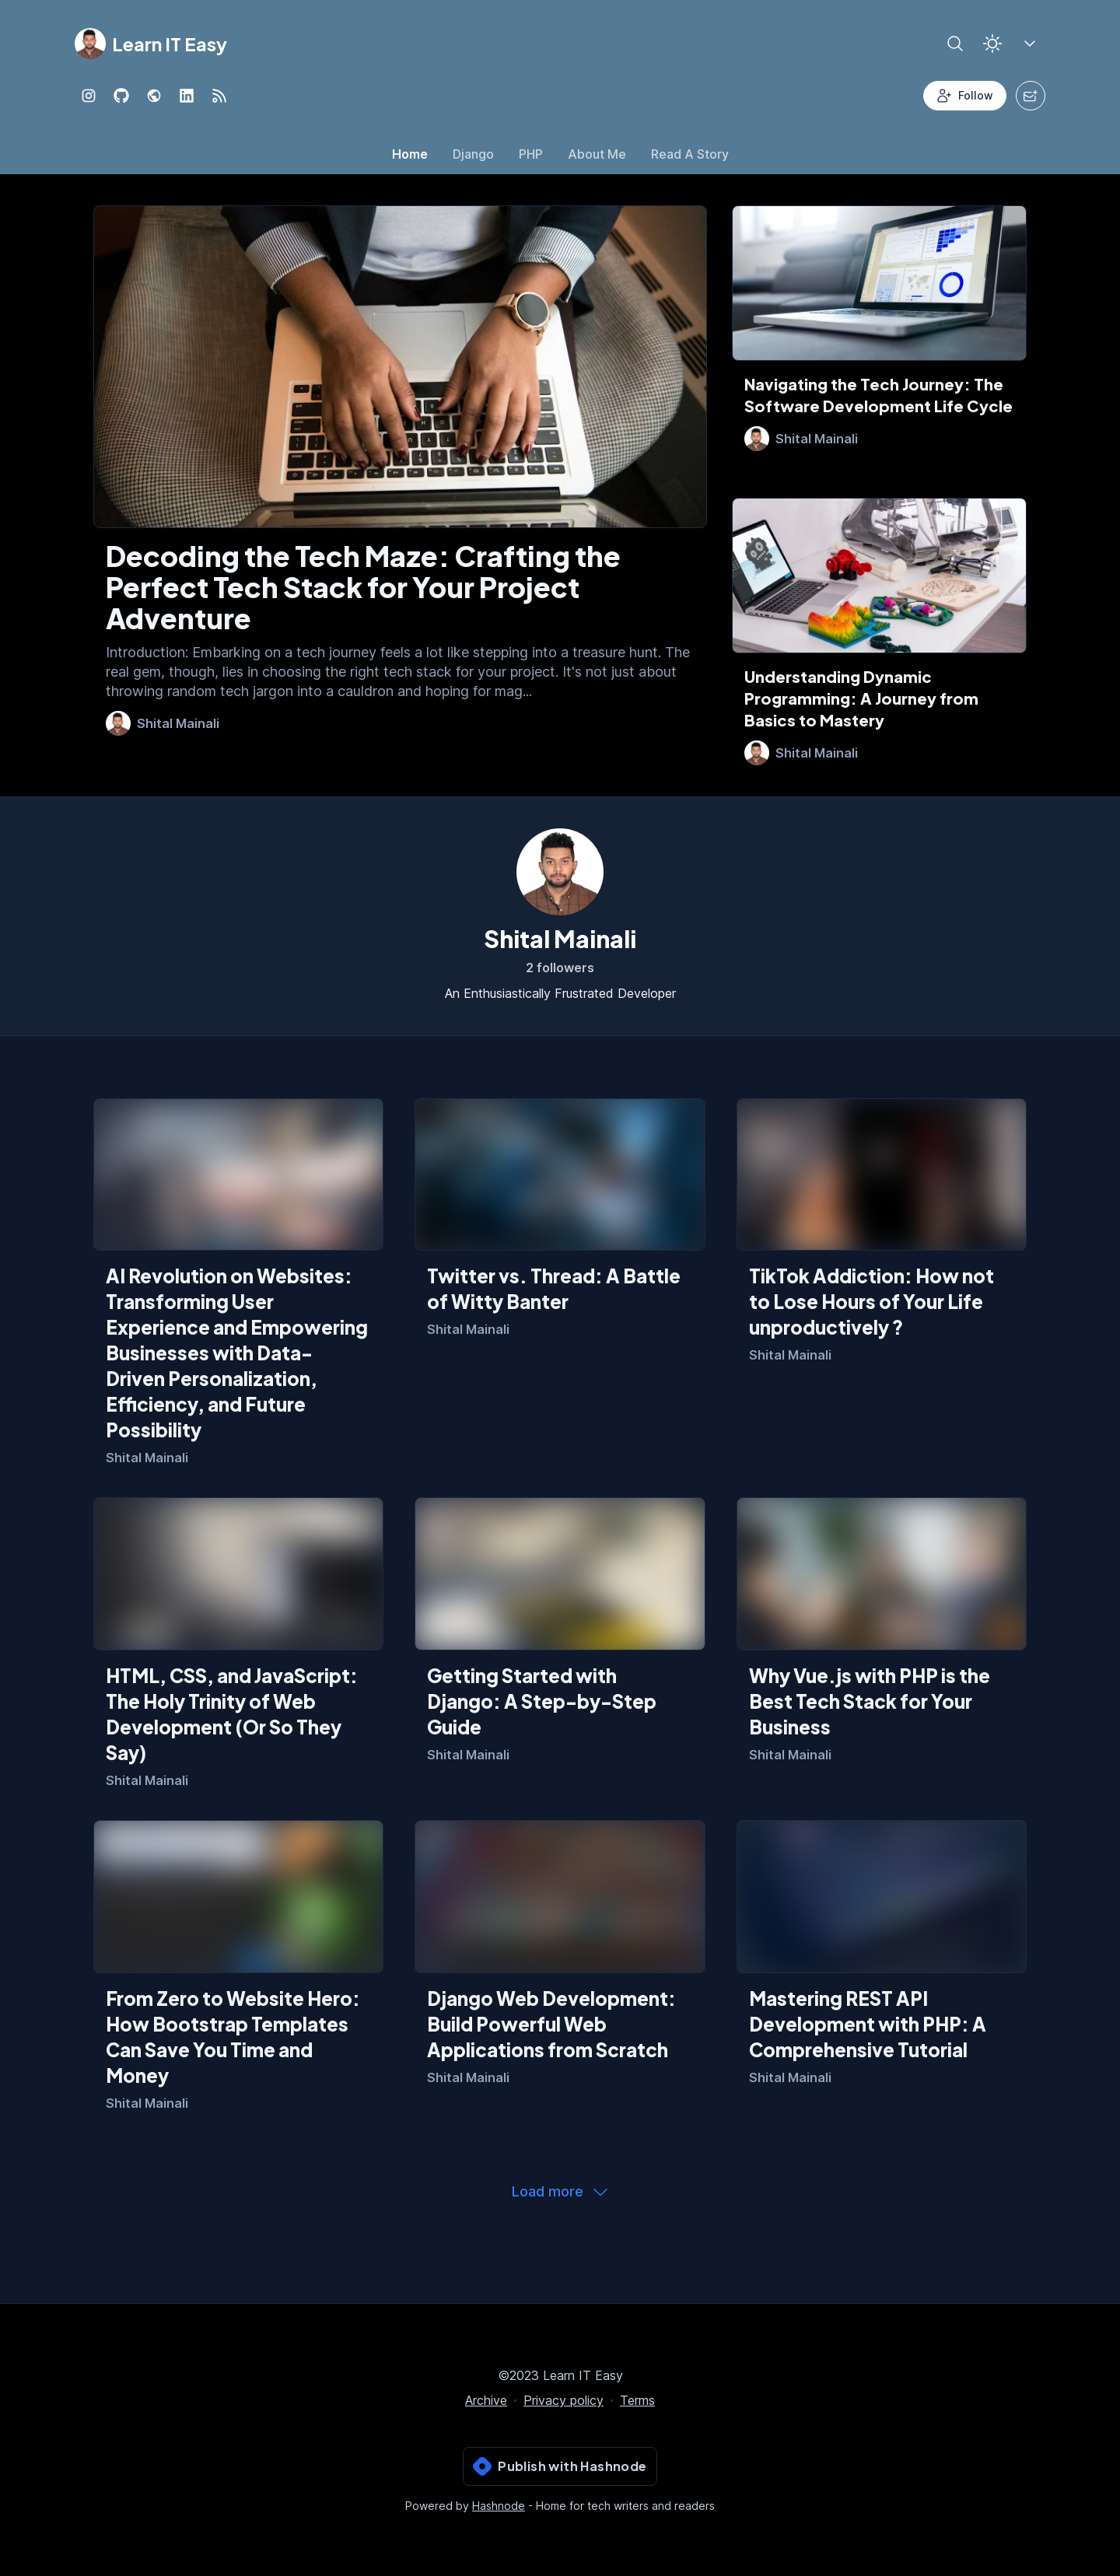 Learn IT Easy
Follow
Home Django PHP About Me Read A Story
Decoding the Tech Maze: Crafting the
Perfect Tech Stack for Your Project
Adventure
Introduction: Embarking on a tech journey feels a lot like stepping into a treasure hunt. The
real gem, though, lies in choosing the right tech stack for your project. It's not just about
throwing random tech jargon into a cauldron and hoping for mag...
Shital Mainali
Navigating the Tech Journey: The
Software Development Life Cycle
Shital Mainali
Understanding Dynamic
Programming: A Journey from
Basics to Mastery
Shital Mainali
Shital Mainali
2 followers
An Enthusiastically Frustrated Developer
AI Revolution on Websites:
Transforming User
Experience and Empowering
Businesses with Data-
Driven Personalization,
Efficiency, and Future
Possibility
Shital Mainali
Twitter vs. Thread: A Battle
of Witty Banter
Shital Mainali
TikTok Addiction: How not
to Lose Hours of Your Life
unproductively ?
Shital Mainali
HTML, CSS, and JavaScript:
The Holy Trinity of Web
Development (Or So They
Say)
Shital Mainali
Getting Started with
Django: A Step-by-Step
Guide
Shital Mainali
Why Vue.js with PHP is the
Best Tech Stack for Your
Business
Shital Mainali
From Zero to Website Hero:
How Bootstrap Templates
Can Save You Time and
Money
Shital Mainali
Django Web Development:
Build Powerful Web
Applications from Scratch
Shital Mainali
Mastering REST API
Development with PHP: A
Comprehensive Tutorial
Shital Mainali
Load more
©2023 Learn IT Easy
Archive · Privacy policy · Terms
Publish with Hashnode
Powered by Hashnode - Home for tech writers and readers